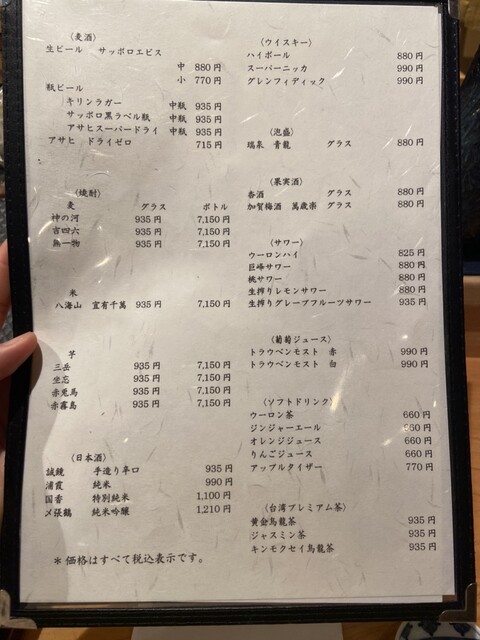 〈麦酒〉
生ビール サッポロエビス
中 880円
小 770円
瓶ビール
キリンラガー 中瓶 935円
サッポロ黒ラベル瓶 中瓶 935円
アサヒスーパードライ 中瓶 935円
アサヒ ドライゼロ 715円
〈焼酎〉
麦 グラス ボトル
神の河 935円 7,150円
吉四六 935円 7,150円
無一物 935円 7,150円
米
八海山 宜有千萬 935円 7,150円
芋
三岳 935円 7,150円
坐忘 935円 7,150円
赤兎馬 935円 7,150円
赤霧島 935円 7,150円
〈日本酒〉
誠鏡 手造り辛口 935円
浦霞 純米 990円
国香 特別純米 1,100円
〆張鶴 純米吟醸 1,210円
*価格はすべて税込表示です。
〈ウイスキー〉
ハイボール 880円
スーパーニッカ 990円
グレンフィディック 990円
〈泡盛〉
瑞泉 青龍 グラス 880円
〈果実酒〉
杏酒 グラス 880円
加賀梅酒 萬歳楽 グラス 880円
〈サワー〉
ウーロンハイ 825円
巨峰サワー 880円
桃サワー 880円
生搾りレモンサワー 880円
生搾りグレープフルーツサワー 935円
〈葡萄ジュース〉
トラウベンモスト 赤 990円
トラウベンモスト 白 990円
〈ソフトドリンク〉
ウーロン茶 660円
ジンジャーエール 660円
オレンジジュース 660円
りんごジュース 660円
アップルタイザー 770円
〈台湾プレミアム茶〉
黄金烏龍茶 935円
ジャスミン茶 935円
キンモクセイ烏龍茶 935円